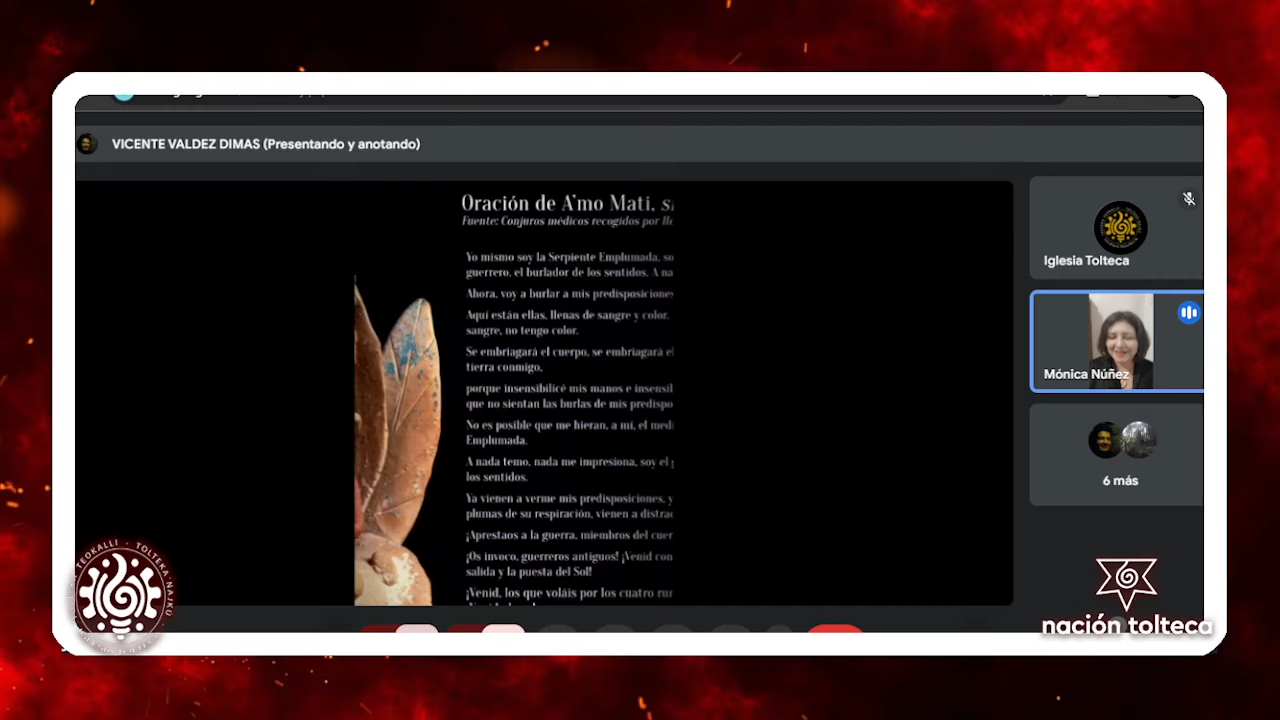 VICENTE VALDEZ DIMAS (Presentando y anotando)
Oración de A'mo Mati,
Fuente: Conjuros médicos recogidos por
Yo mismo soy la Serpiente Emplumada,
guerrero, el burlador de los sentidos. A
Ahora, voy a burlar a mis predisposiciones
Aquí están ellas, llenas de sangre y color.
sangre, no tengo color.
Se embriagará el cuerpo, se embriagará
tierra conmigo,
porque insensibilicé mis manos e
que no sientan las burlas de mis
No es posible que me hieran, a mí, el
Emplumada.
A nada temo, nada me impresiona, soy el
los sentidos.
Ya vienen a verme mis predisposiciones, y
plumas de su respiración, vienen a
¡Aprestaos a la guerra, miembros del
¡Os invoco, guerreros antiguos! ¡Venid
salida y la puesta del Sol!
¡Venid, los que voláis por los cuatro
Iglesia Tolteca
Mónica Núñez
6 más
TEOKALLI · TOLTEKA · NAJKU
nación tolteca